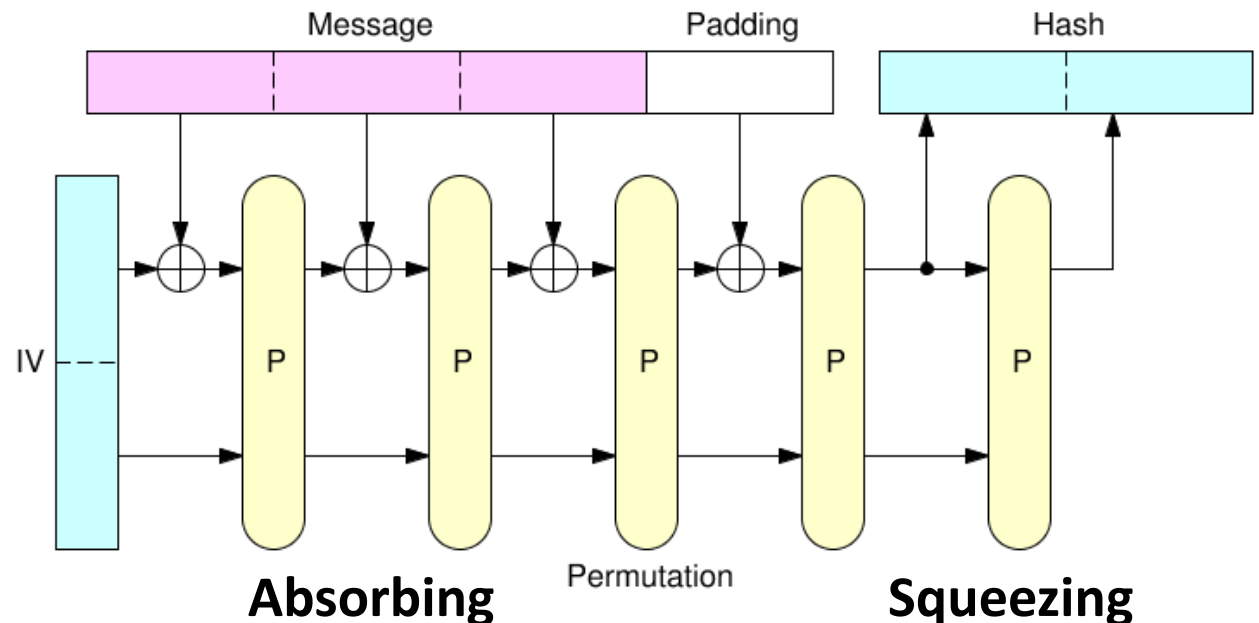 Message
Padding
Hash
IV
P
P
P
P
P
Permutation
Absorbing
Squeezing